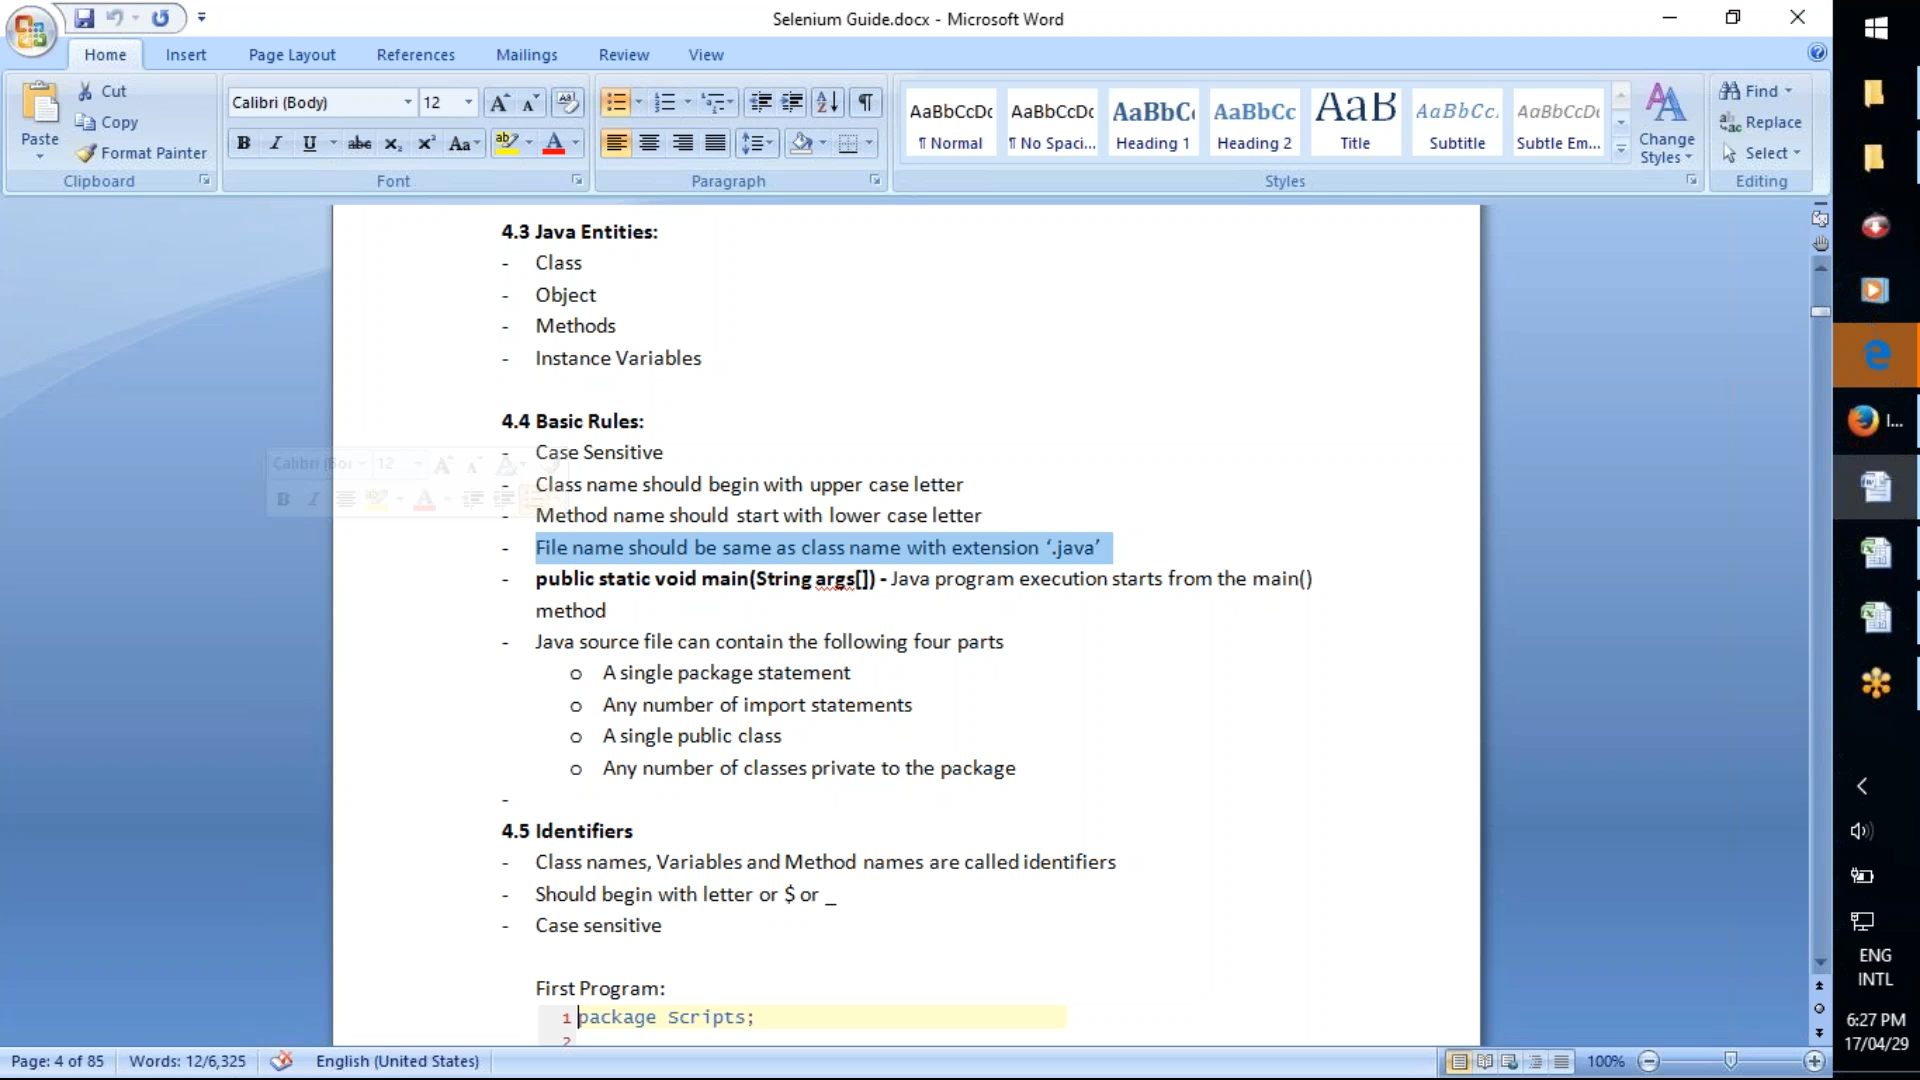 Selenium Guide.docx - Microsoft Word
Home Insert Page Layout References Mailings Review View
Paste
Cut
Copy
Format Painter
Clipboard
Calibri (Body) 12
Font
Paragraph
AaBbCcDc AaBbCcDc AaBbC AaBbCc AaB AaBbCc. AaBbCcDc
¶ Normal ¶ No Spaci... Heading 1 Heading 2 Title Subtitle Subtle Em...
Change
Styles
Styles
Find
Replace
Select
Editing
4.3 Java Entities:
- Class
- Object
- Methods
- Instance Variables
4.4 Basic Rules:
- Case Sensitive
- Class name should begin with upper case letter
- Method name should start with lower case letter
- File name should be same as class name with extension ‘.java’
- public static void main(String args[]) - Java program execution starts from the main()
method
- Java source file can contain the following four parts
o A single package statement
o Any number of import statements
o A single public class
o Any number of classes private to the package
-
4.5 Identifiers
- Class names, Variables and Method names are called identifiers
- Should begin with letter or $ or _
- Case sensitive
First Program:
1 package Scripts;
2
Page: 4 of 85 Words: 12/6,325 English (United States) 100%
I...
ENG
INTL
6:27 PM
17/04/29